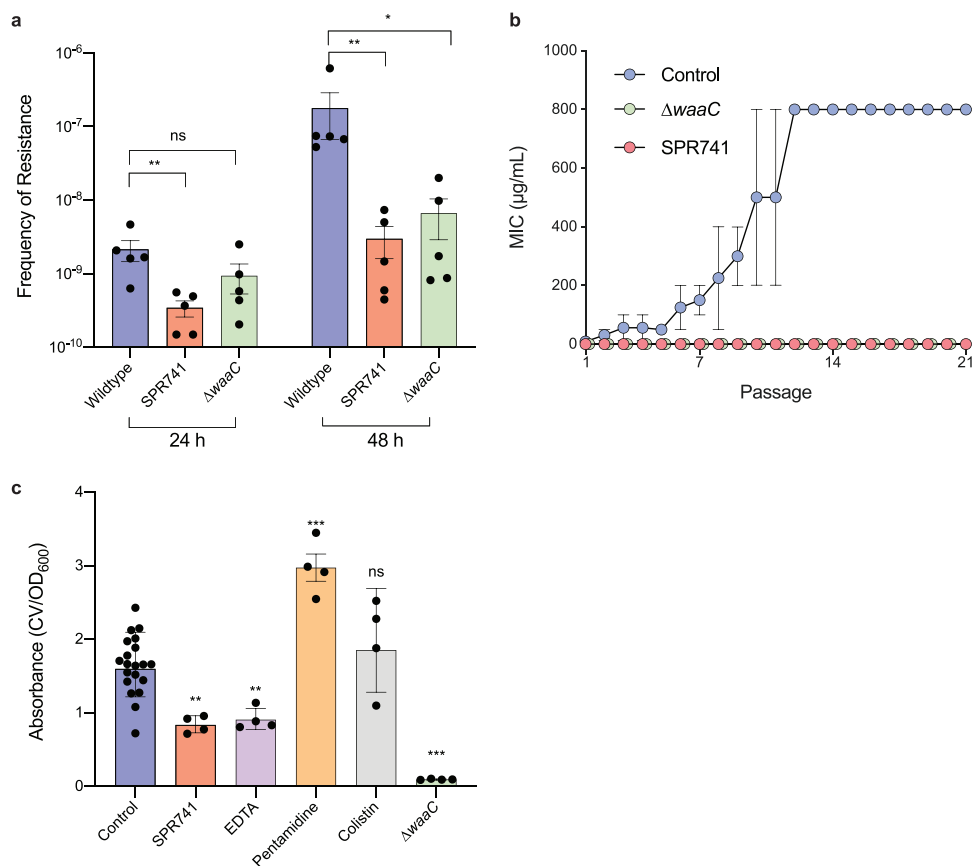 a
Frequency of Resistance
10⁻⁶
10⁻⁷
10⁻⁸
10⁻⁹
10⁻¹⁰
ns
**
*
**
Wildtype
SPR741
ΔwaaC
Wildtype
SPR741
ΔwaaC
24 h
48 h
b
MIC (µg/mL)
1000
800
600
400
200
0
Control
ΔwaaC
SPR741
1
7
14
21
Passage
c
Absorbance (CV/OD₆₀₀)
4
3
2
1
0
**
**
***
ns
***
Control
SPR741
EDTA
Pentamidine
Colistin
ΔwaaC